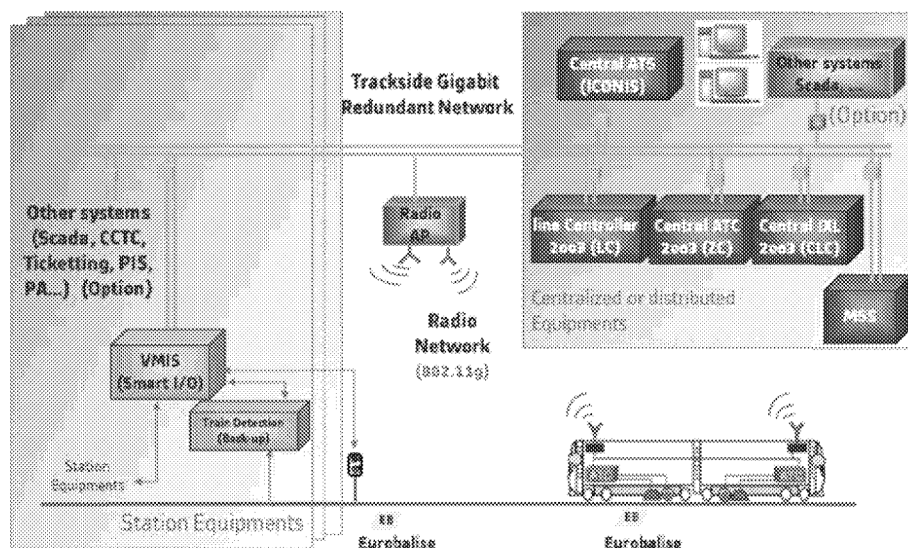 Trackside Gigabit
Redundant Network
Central ATS
(ICONIS)
Other systems
Scada, ...
(Option)
Other systems
(Scada, CCTC,
Ticketting, PIS,
PA...) (Option)
Radio
AP
line Controller
2oo3 (LC)
Central ATC
2oo3 (ZC)
Central IXL
2oo3 (CLC)
Centralized or distributed
Equipments
MSS
Radio
Network
(802.11g)
VMIS
(Smart I/O)
Train Detection
(Back-up)
Station
Equipments
Station Equipments
EB
Eurobalise
EB
Eurobalise